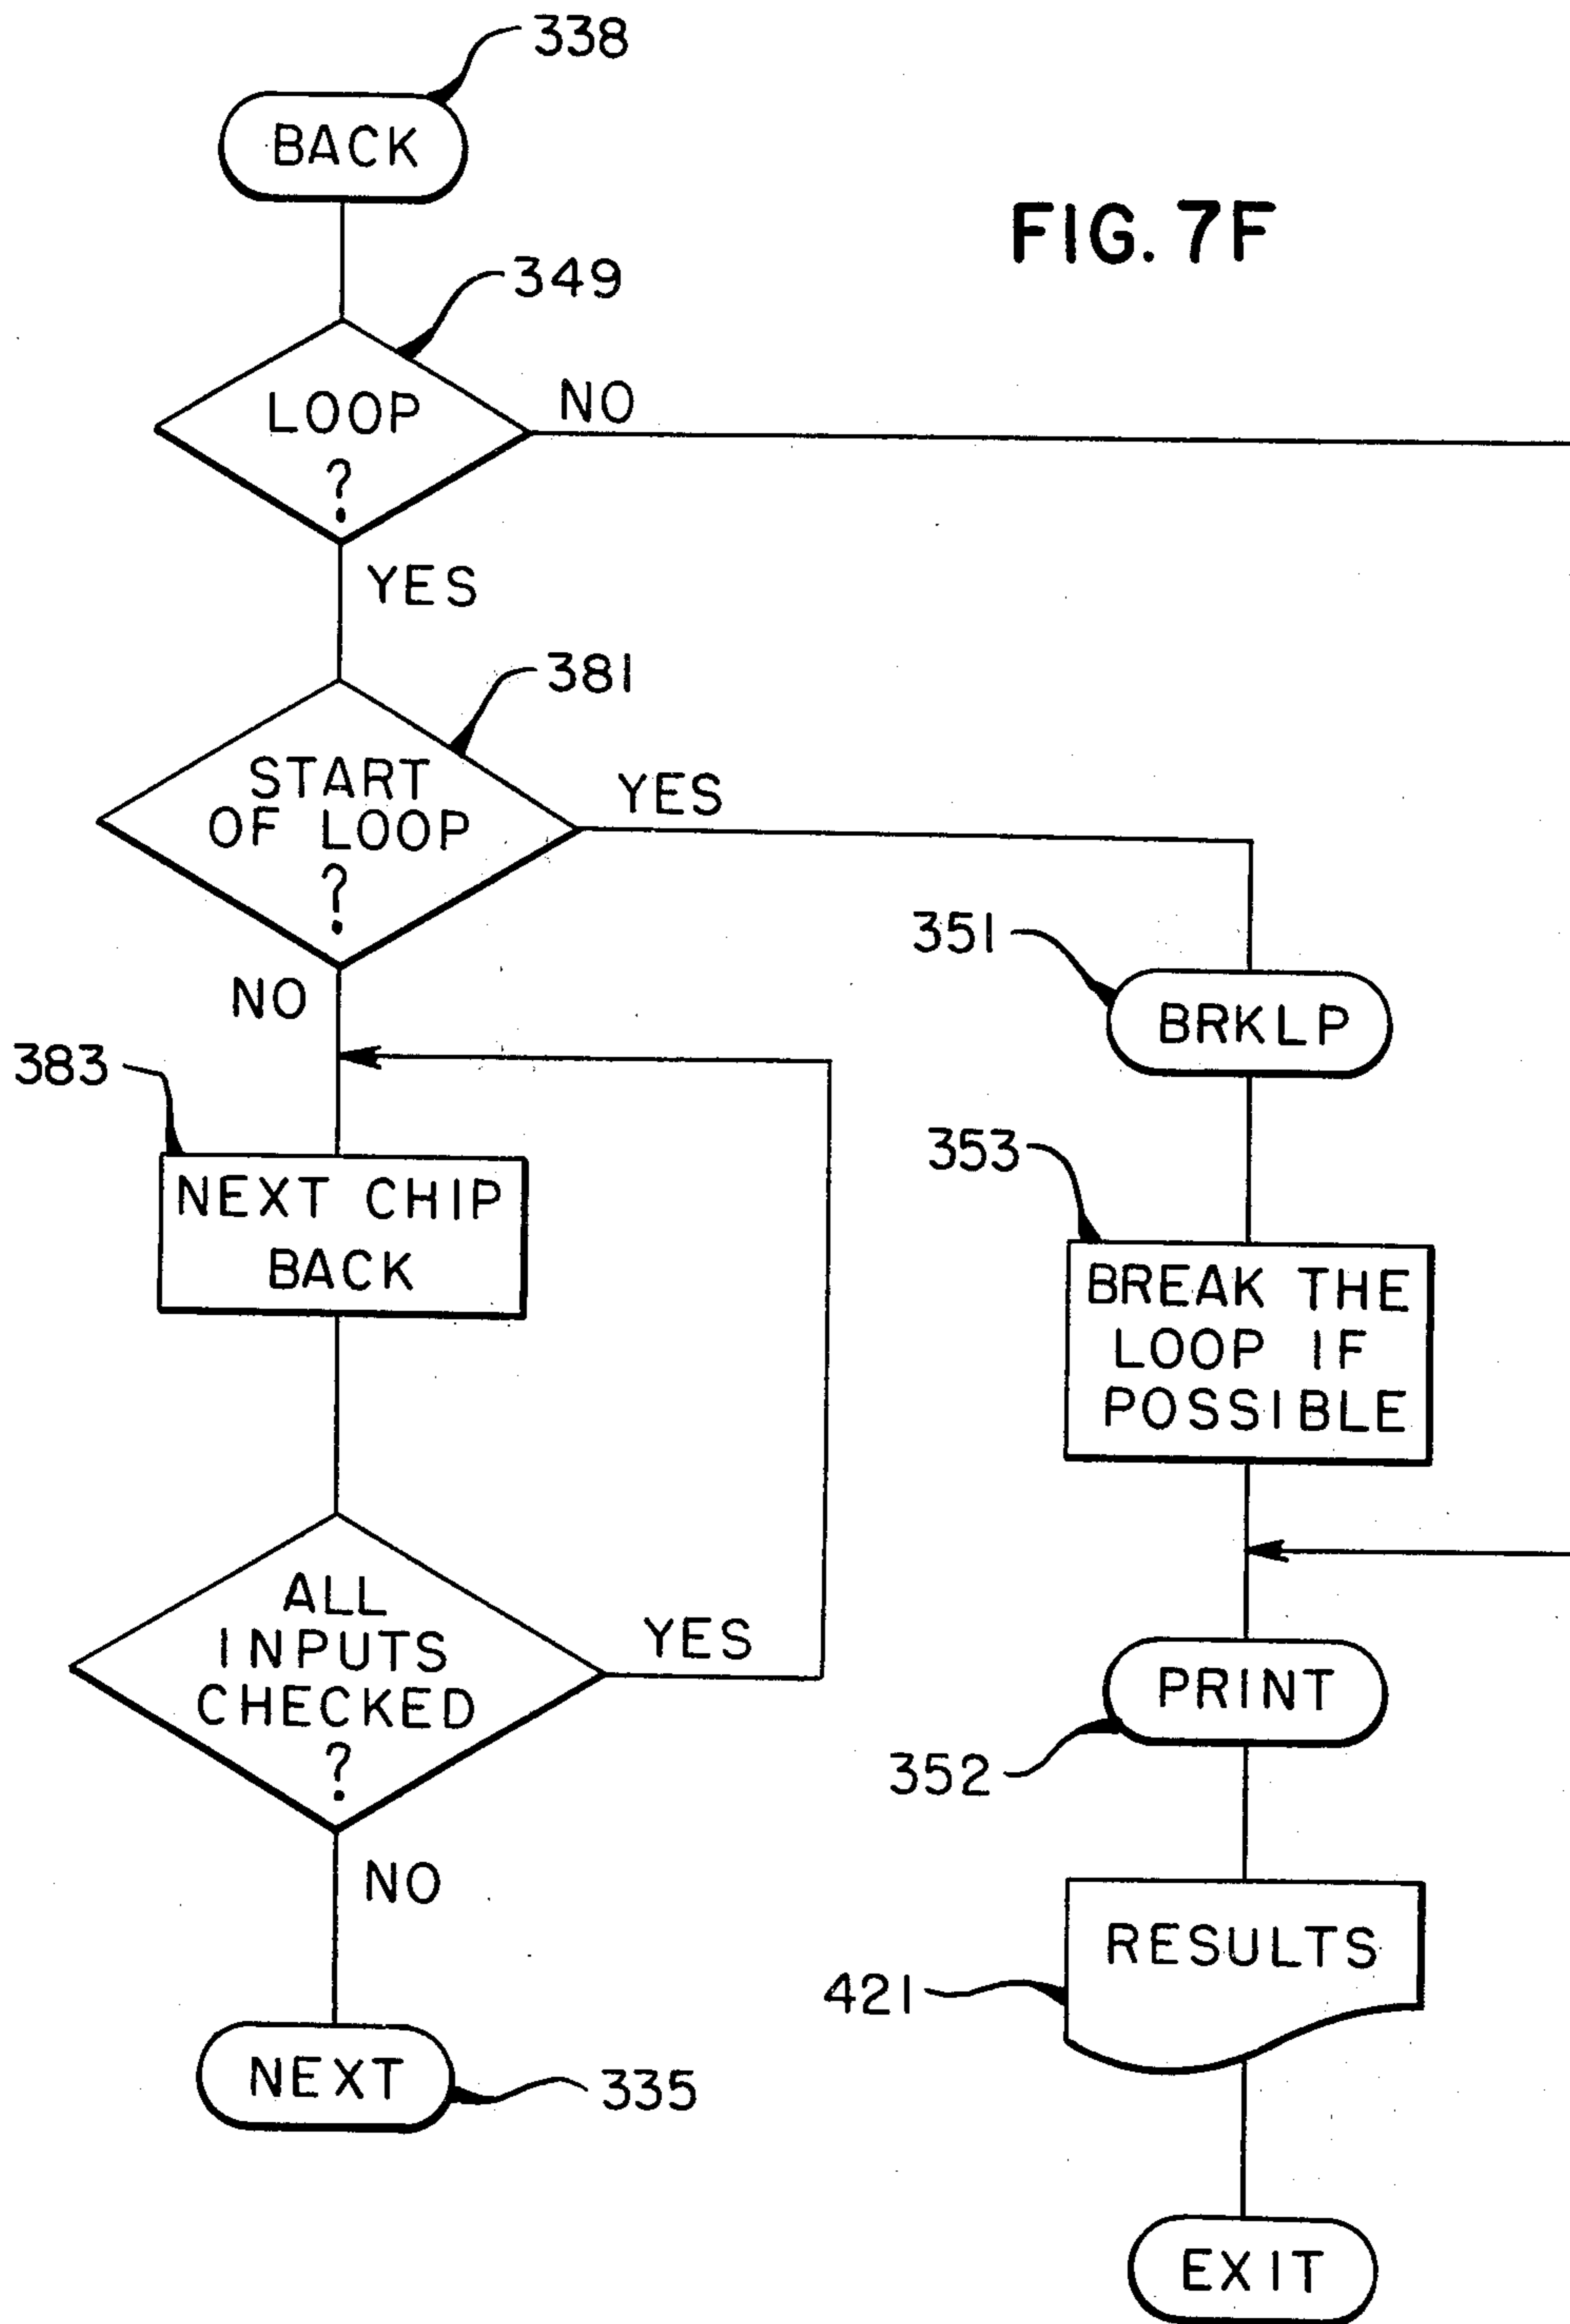 338
BACK
FIG. 7F
349
LOOP
?
NO
YES
381
START
OF LOOP
?
YES
NO
351
BRKLP
383
NEXT CHIP
BACK
353
BREAK THE
LOOP IF
POSSIBLE
ALL
INPUTS
CHECKED
?
YES
PRINT
352
NO
RESULTS
421
NEXT
335
EXIT